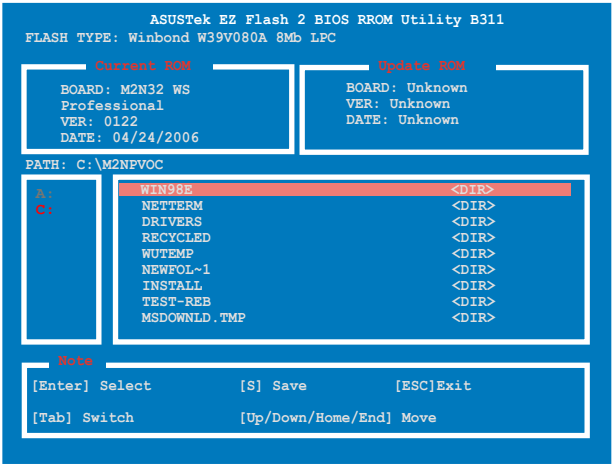 ASUSTek EZ Flash 2 BIOS RROM Utility B311
FLASH TYPE: Winbond W39V080A 8Mb LPC
Current ROM
BOARD: M2N32 WS
Professional
VER: 0122
DATE: 04/24/2006
Update ROM
BOARD: Unknown
VER: Unknown
DATE: Unknown
PATH: C:\M2NPVOC
A:
C:
WIN98E <DIR>
NETTERM <DIR>
DRIVERS <DIR>
RECYCLED <DIR>
WUTEMP <DIR>
NEWFOL~1 <DIR>
INSTALL <DIR>
TEST-REB <DIR>
MSDOWNLD.TMP <DIR>
Note
[Enter] Select [S] Save [ESC]Exit
[Tab] Switch [Up/Down/Home/End] Move